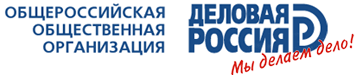 ОБЩЕРОССИЙСКАЯ
ОБЩЕСТВЕННАЯ
ОРГАНИЗАЦИЯ
ДЕЛОВАЯ
РОССИЯ
Мы делаем дело!